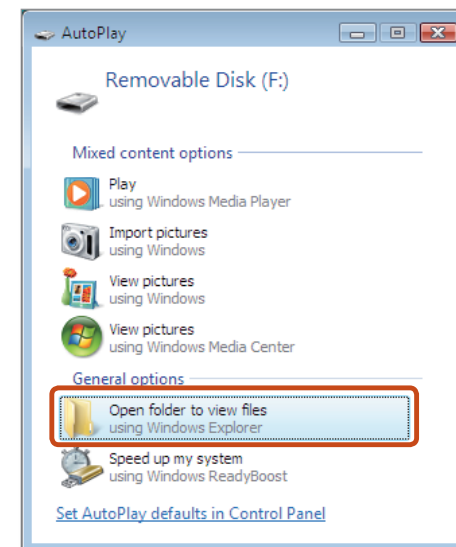 AutoPlay
Removable Disk (F:)
Mixed content options
Play
using Windows Media Player
Import pictures
using Windows
View pictures
using Windows
View pictures
using Windows Media Center
General options
Open folder to view files
using Windows Explorer
Speed up my system
using Windows ReadyBoost
Set AutoPlay defaults in Control Panel